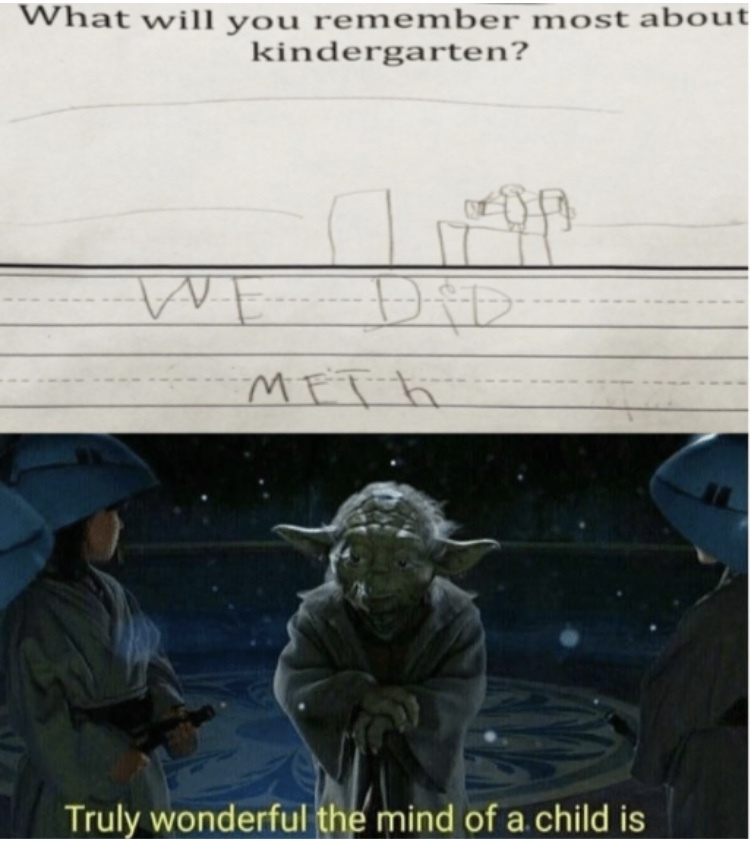 What will you remember most about
kindergarten?
WE DiD
METh
Truly wonderful the mind of a child is